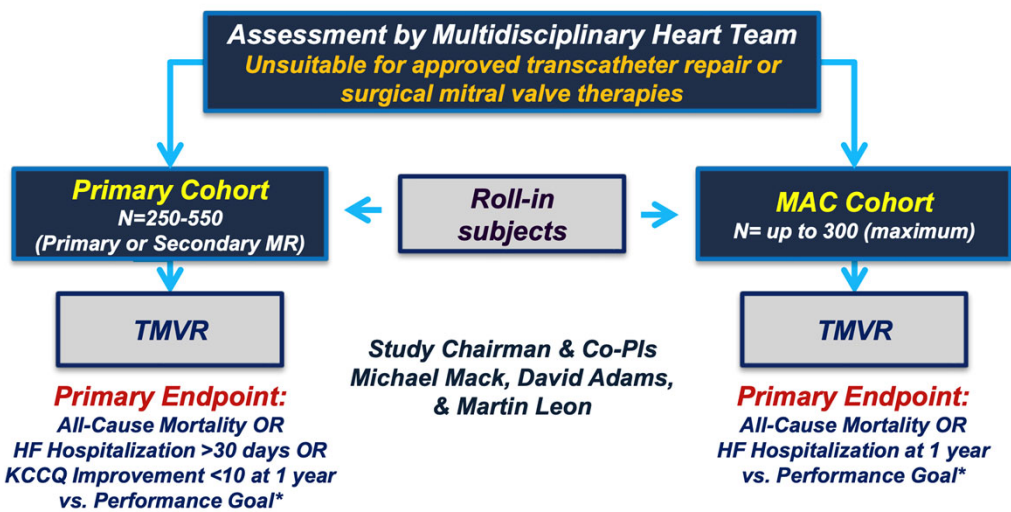 Assessment by Multidisciplinary Heart Team
Unsuitable for approved transcatheter repair or
surgical mitral valve therapies
Primary Cohort
N=250-550
(Primary or Secondary MR)
Roll-in
subjects
MAC Cohort
N= up to 300 (maximum)
TMVR
TMVR
Study Chairman & Co-PIs
Michael Mack, David Adams,
& Martin Leon
Primary Endpoint:
All-Cause Mortality OR
HF Hospitalization >30 days OR
KCCQ Improvement <10 at 1 year
vs. Performance Goal*
Primary Endpoint:
All-Cause Mortality OR
HF Hospitalization at 1 year
vs. Performance Goal*